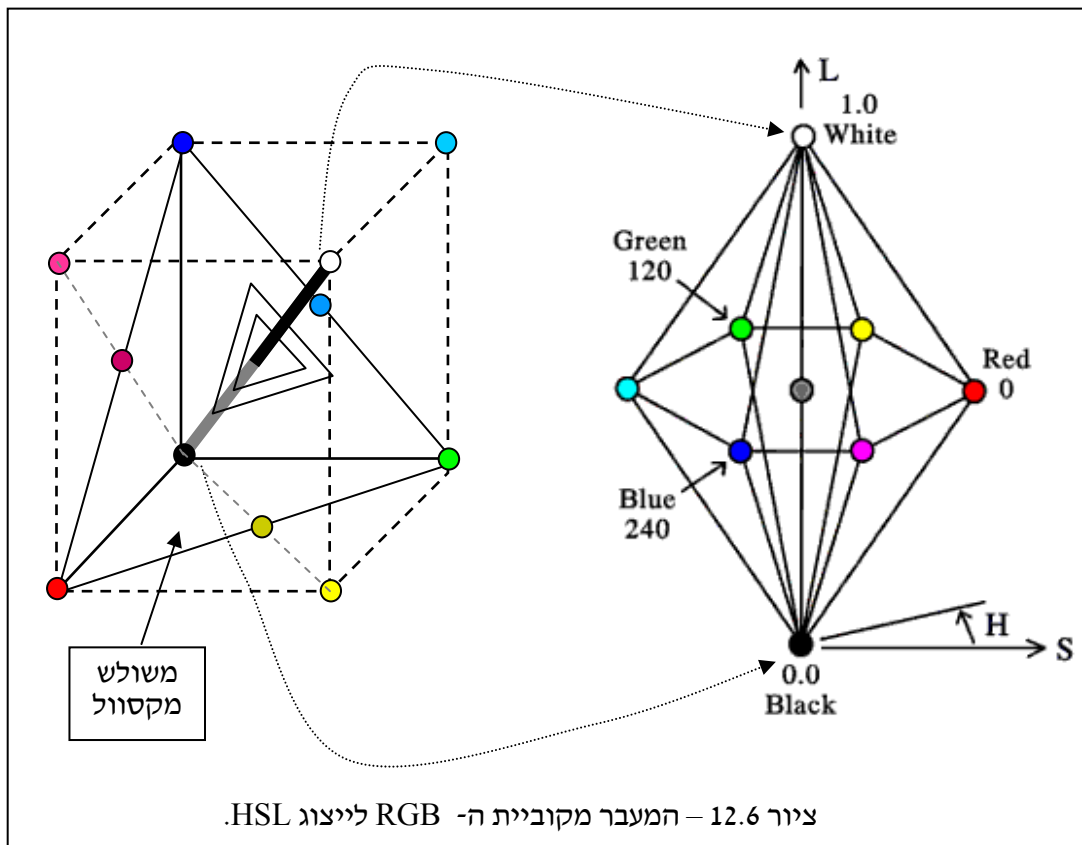 L
1.0
White
Green
120
Red
0
Blue
240
H
S
0.0
Black
משולש
מקסוול
ציור 12.6 – המעבר מקוביית ה- RGB לייצוג HSL.